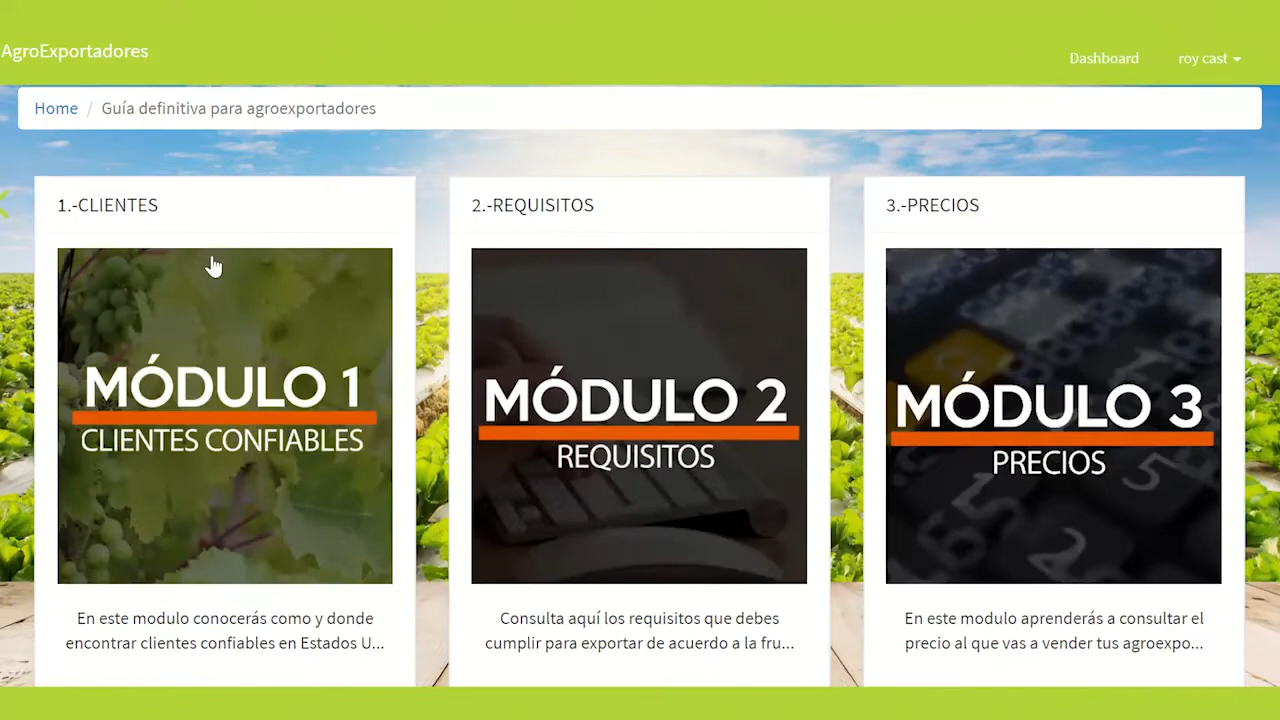 AgroExportadores
Dashboard
roy cast
Home / Guía definitiva para agroexportadores
1.-CLIENTES
MÓDULO 1
CLIENTES CONFIABLES
En este modulo conocerás como y donde
encontrar clientes confiables en Estados U...
2.-REQUISITOS
MÓDULO 2
REQUISITOS
Consulta aquí los requisitos que debes
cumplir para exportar de acuerdo a la fru...
3.-PRECIOS
MÓDULO 3
PRECIOS
En este modulo aprenderás a consultar el
precio al que vas a vender tus agroexpo...